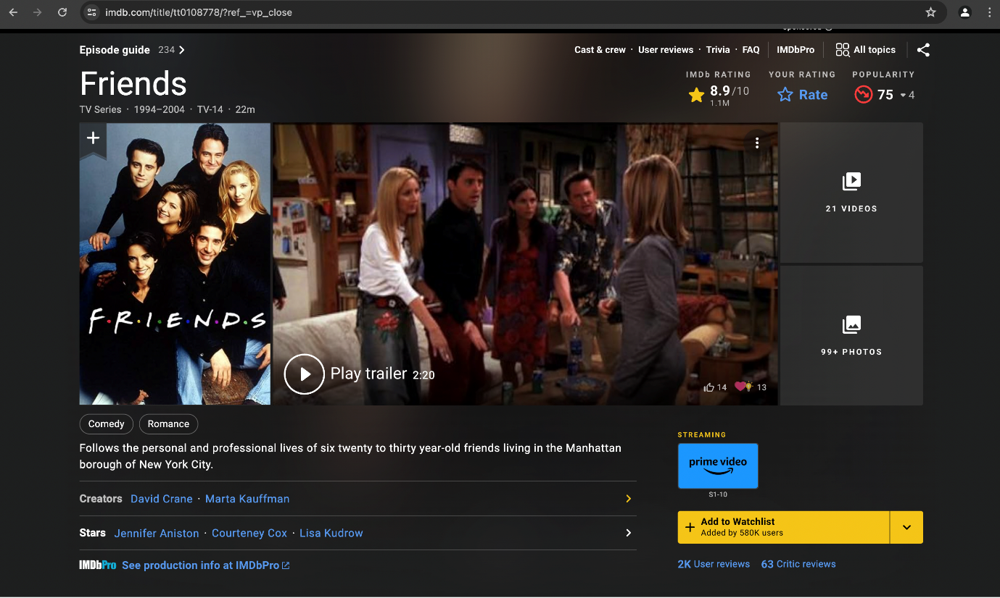 imdb.com/title/tt0108778/?ref_=vp_close
Episode guide 234
Cast & crew · User reviews · Trivia · FAQ IMDbPro All topics
Friends
IMDb RATING YOUR RATING POPULARITY
8.9/10 Rate 75 4
1.1M
TV Series · 1994–2004 · TV-14 · 22m
F·R·I·E·N·D·S
21 VIDEOS
99+ PHOTOS
Play trailer 2:20
14 13
Comedy Romance
Follows the personal and professional lives of six twenty to thirty year-old friends living in the Manhattan
borough of New York City.
Creators David Crane · Marta Kauffman
Stars Jennifer Aniston · Courteney Cox · Lisa Kudrow
IMDbPro See production info at IMDbPro
STREAMING
prime video
S1-10
Add to Watchlist
Added by 580K users
2K User reviews 63 Critic reviews